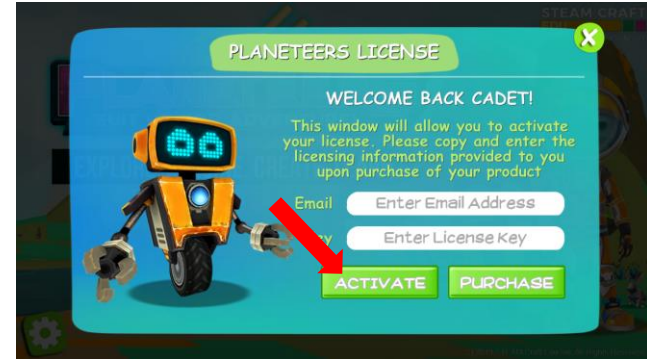 STEAM CRAFT
PLANETEERS LICENSE
X
WELCOME BACK CADET!
This window will allow you to activate
your license. Please copy and enter the
licensing information provided to you
upon purchase of your product
Email
Enter Email Address
Enter License Key
ACTIVATE
PURCHASE